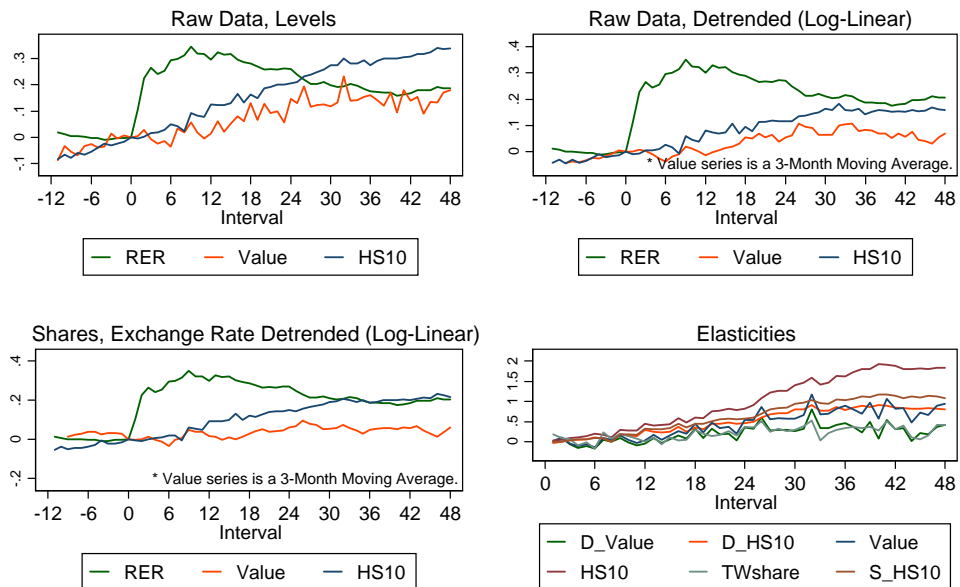 Raw Data, Levels
.3
.2
.1
0
-.1
-12 -6 0 6 12 18 24 30 36 42 48
Interval
RER Value HS10
Raw Data, Detrended (Log-Linear)
.4
.3
.2
.1
0
* Value series is a 3-Month Moving Average.
-12 -6 0 6 12 18 24 30 36 42 48
Interval
RER Value HS10
Shares, Exchange Rate Detrended (Log-Linear)
.4
.2
0
-.2
* Value series is a 3-Month Moving Average.
-12 -6 0 6 12 18 24 30 36 42 48
Interval
RER Value HS10
Elasticities
2
1.5
1
.5
0
0 6 12 18 24 30 36 42 48
Interval
D_Value D_HS10 Value
HS10 TWshare S_HS10